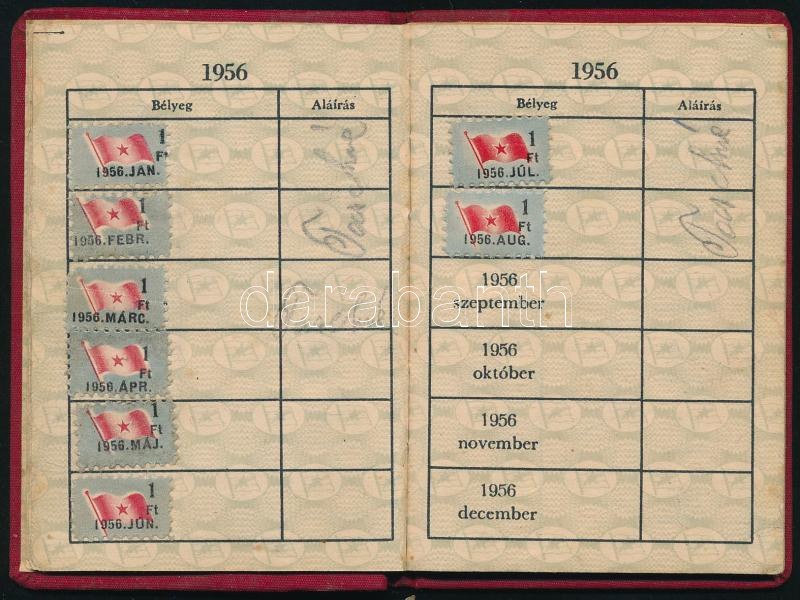 1956
Bélyeg Aláírás
1 Ft
1956.JAN.
1 Ft
1956.FEBR.
1 Ft
1956.MÁRC.
1 Ft
1956.ÁPR.
1 Ft
1956.MÁJ.
1 Ft
1956.JÚN.
1956
Bélyeg Aláírás
1 Ft
1956.JÚL.
1 Ft
1956.AUG.
1956
szeptember
1956
október
1956
november
1956
december
darabanth